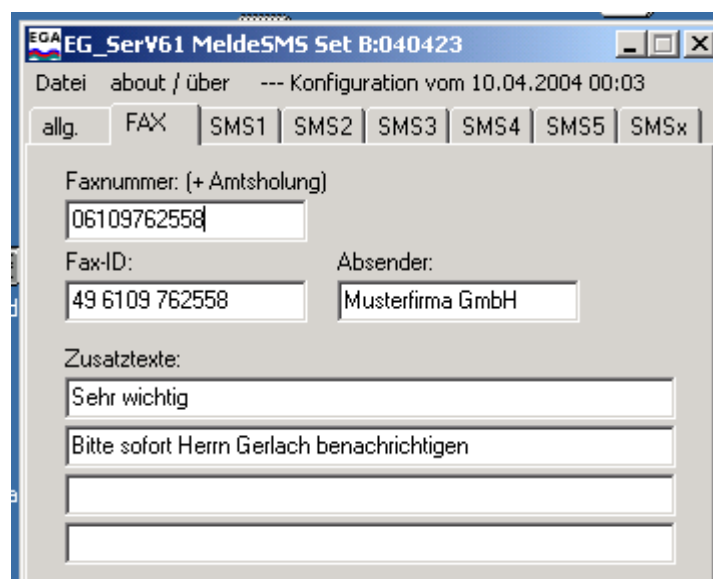 EGA EG_SerV61 MeldeSMS Set B:040423
Datei about / über --- Konfiguration vom 10.04.2004 00:03
allg. FAX SMS1 SMS2 SMS3 SMS4 SMS5 SMSx
Faxnummer: (+ Amtsholung)
06109762558
Fax-ID: Absender:
49 6109 762558 Musterfirma GmbH
Zusatztexte:
Sehr wichtig
Bitte sofort Herrn Gerlach benachrichtigen